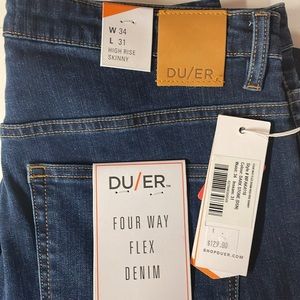 W 34
L 31
HIGH RISE
SKINNY
DU/ER
DU/ER
FOUR WAY
FLEX
DENIM
$129.00
SHOPDUER.COM